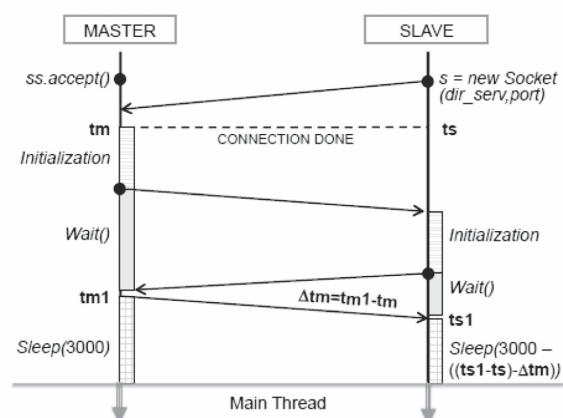 MASTER
SLAVE
ss.accept()
s = new Socket
(dir_serv,port)
tm
ts
CONNECTION DONE
Initialization
Wait()
Initialization
tm1
Δtm=tm1-tm
Wait()
ts1
Sleep(3000)
Sleep(3000 –
((ts1-ts)-Δtm))
Main Thread